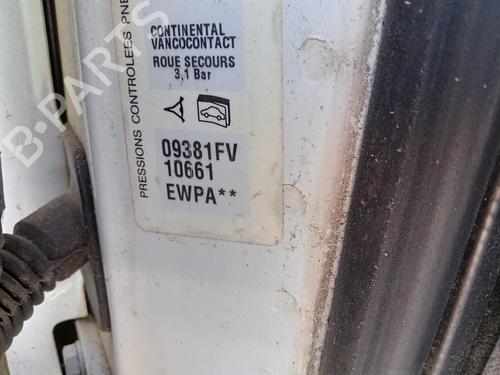 CONTINENTAL
VANCOCONTACT
ROUE SECOURS
3,1 Bar
PRESSIONS CONTROLEES PNE
09381FV
10661
EWPA**
B-PARTS